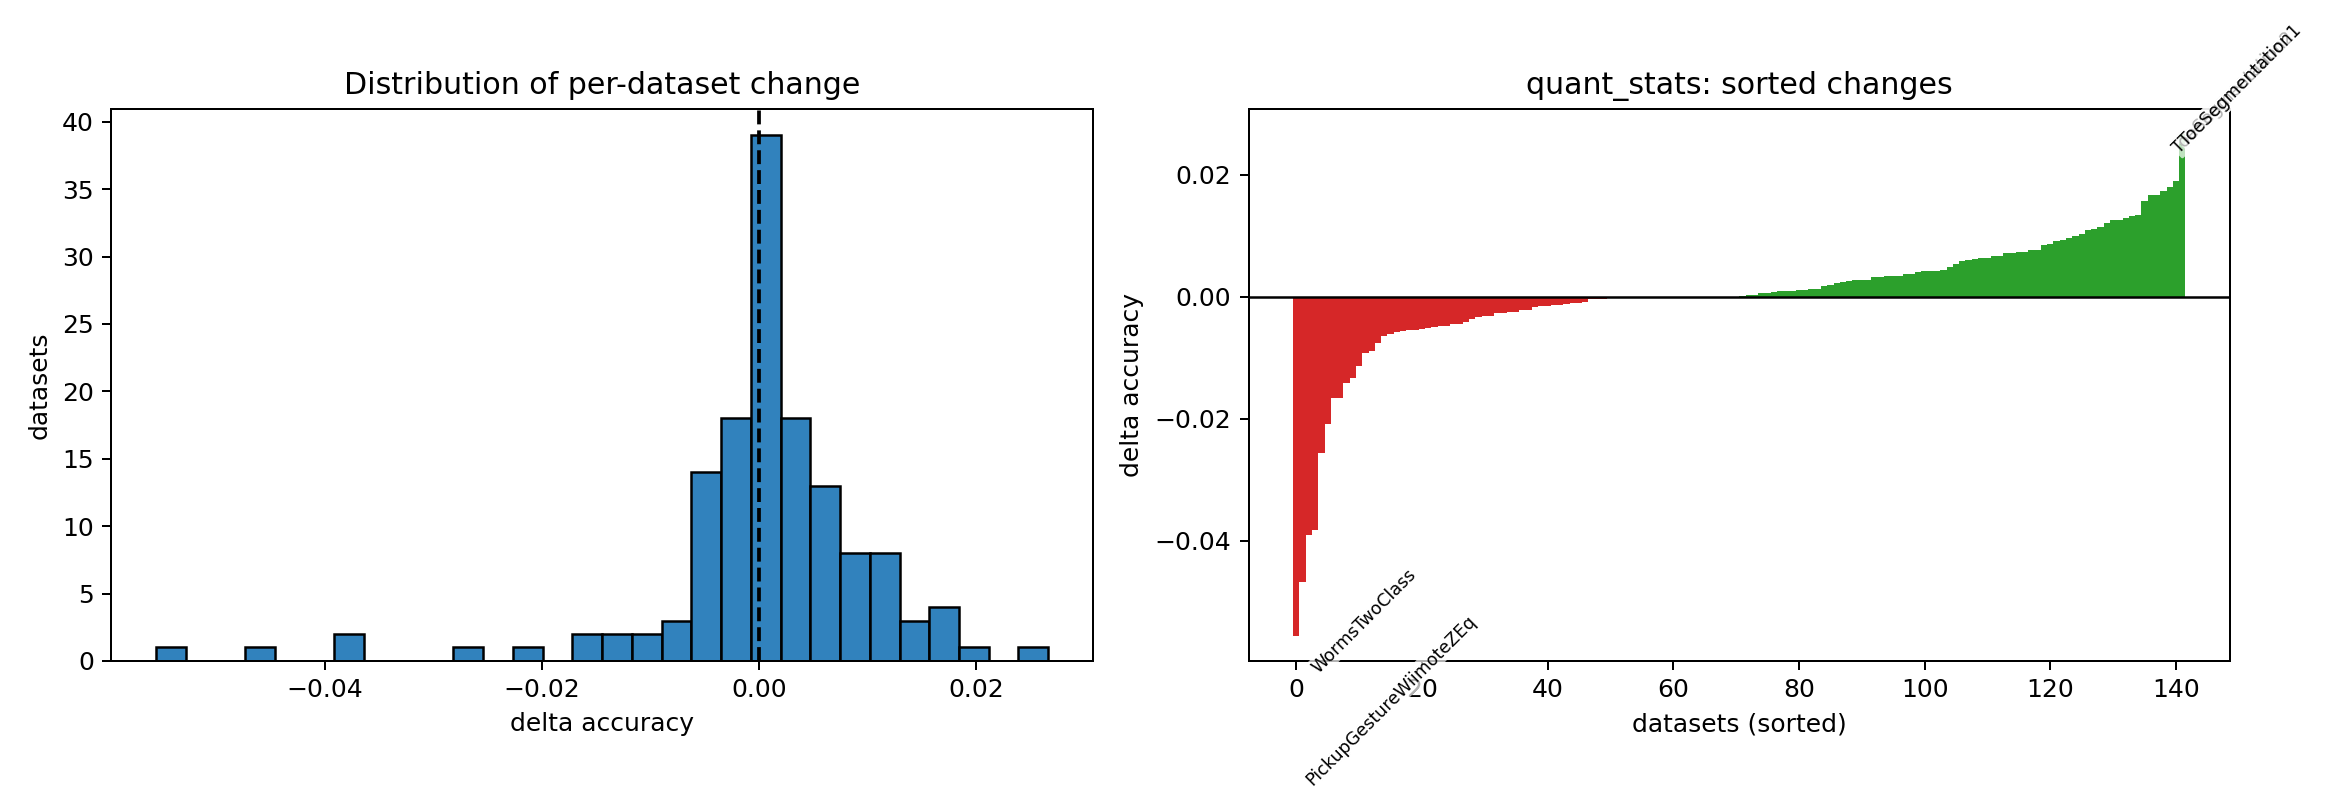 Distribution of per-dataset change
40
35
30
25
20
15
10
5
0
datasets
−0.04
−0.02
0.00
0.02
delta accuracy
quant_stats: sorted changes
0.02
0.00
−0.02
−0.04
delta accuracy
ToeSegmentation1
WormsTwoClass
PickupGestureWiimoteZEq
0
20
40
60
80
100
120
140
datasets (sorted)